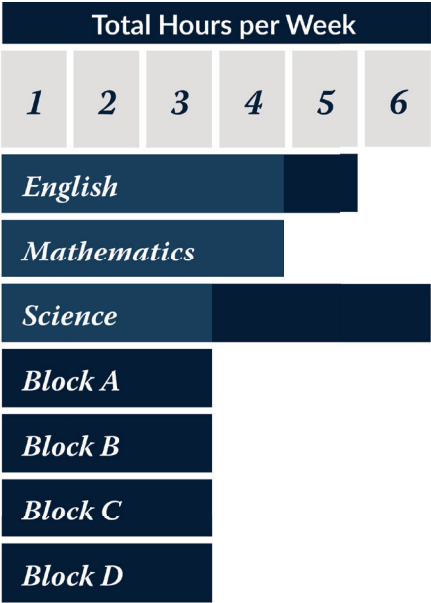 Total Hours per Week
1 2 3 4 5 6
English
Mathematics
Science
Block A
Block B
Block C
Block D